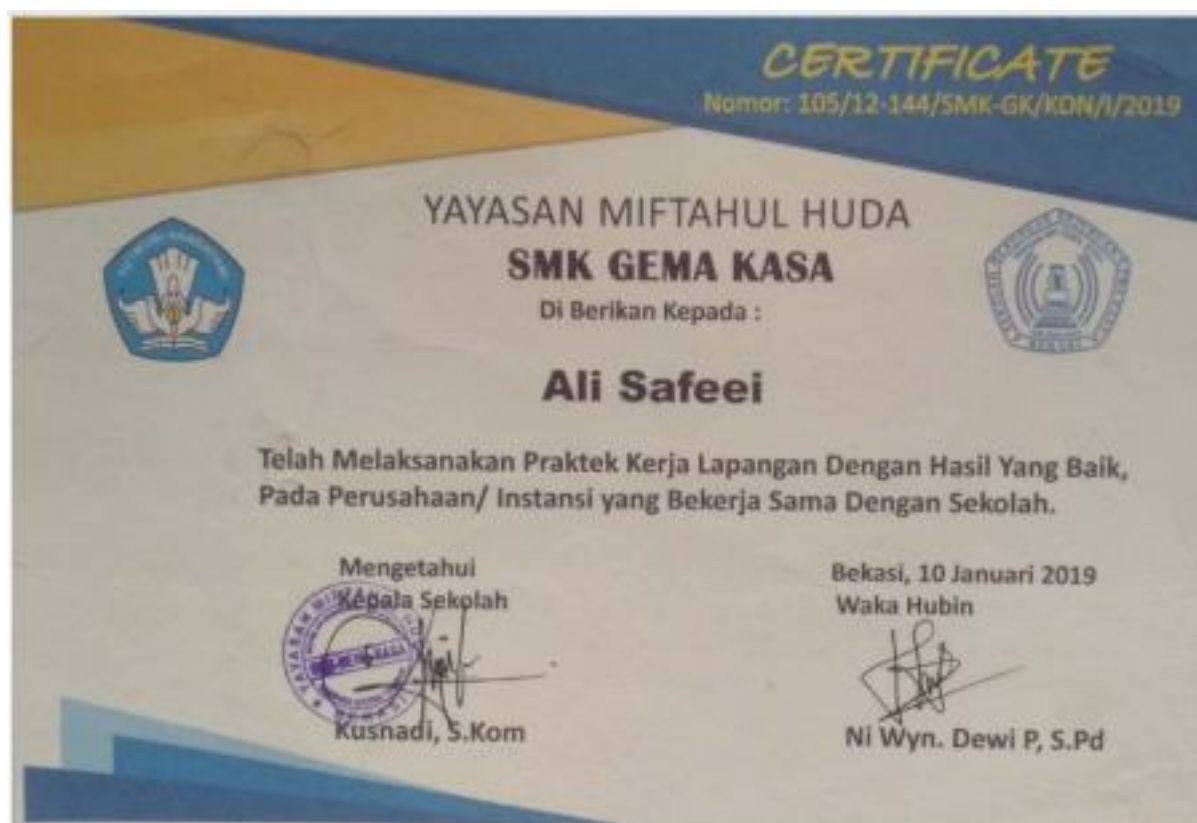 CERTIFICATE
Nomor: 105/12-144/SMK-GK/KDN/I/2019
YAYASAN MIFTAHUL HUDA
SMK GEMA KASA
Di Berikan Kepada :
Ali Safeei
Telah Melaksanakan Praktek Kerja Lapangan Dengan Hasil Yang Baik,
Pada Perusahaan/ Instansi yang Bekerja Sama Dengan Sekolah.
Mengetahui
Kepala Sekolah
Kusnadi, S.Kom
Bekasi, 10 Januari 2019
Waka Hubin
Ni Wyn. Dewi P, S.Pd